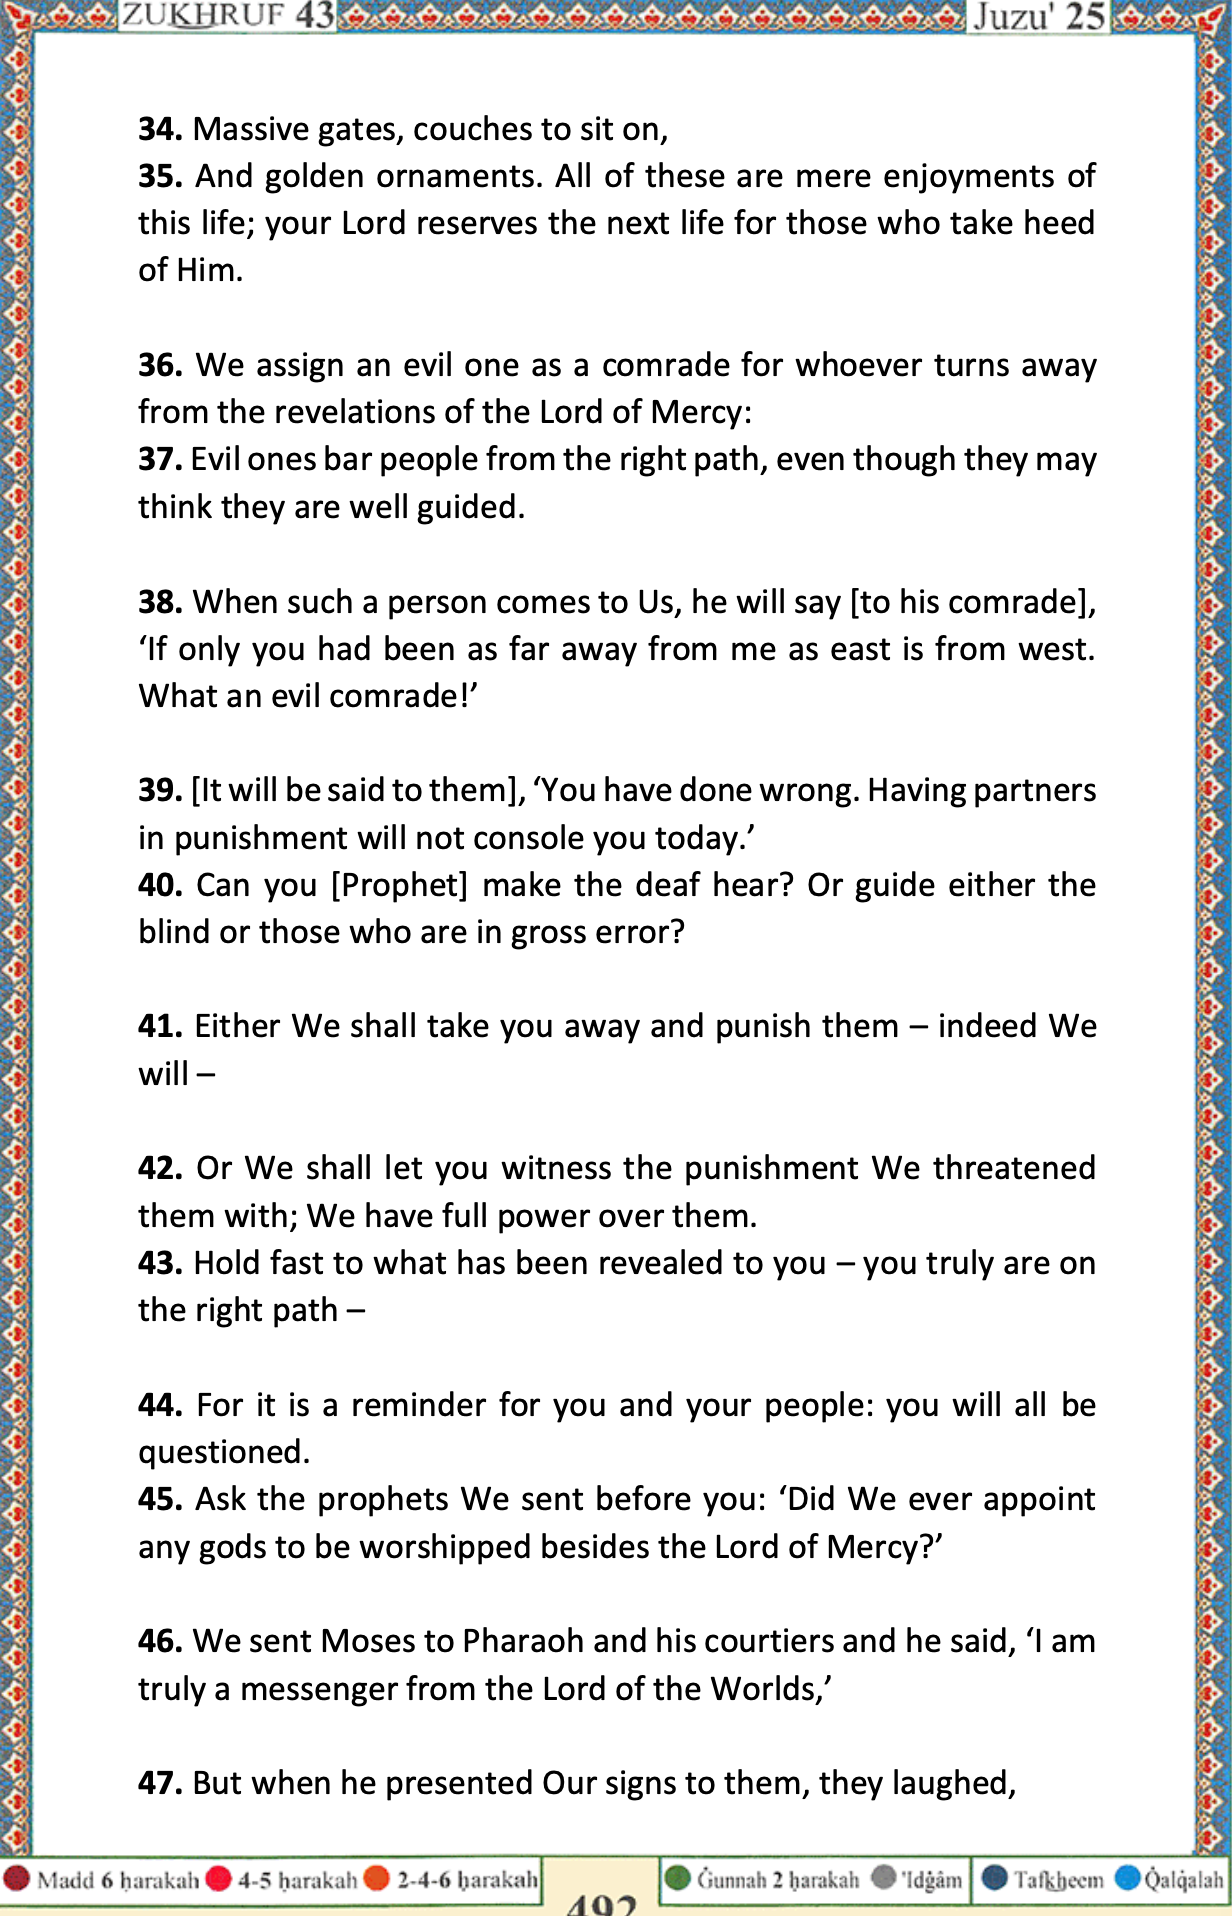 ZUKHRUF 43
Juzu' 25
34. Massive gates, couches to sit on,
35. And golden ornaments. All of these are mere enjoyments of
this life; your Lord reserves the next life for those who take heed
of Him.
36. We assign an evil one as a comrade for whoever turns away
from the revelations of the Lord of Mercy:
37. Evil ones bar people from the right path, even though they may
think they are well guided.
38. When such a person comes to Us, he will say [to his comrade],
‘If only you had been as far away from me as east is from west.
What an evil comrade!’
39. [It will be said to them], ‘You have done wrong. Having partners
in punishment will not console you today.’
40. Can you [Prophet] make the deaf hear? Or guide either the
blind or those who are in gross error?
41. Either We shall take you away and punish them – indeed We
will –
42. Or We shall let you witness the punishment We threatened
them with; We have full power over them.
43. Hold fast to what has been revealed to you – you truly are on
the right path –
44. For it is a reminder for you and your people: you will all be
questioned.
45. Ask the prophets We sent before you: ‘Did We ever appoint
any gods to be worshipped besides the Lord of Mercy?’
46. We sent Moses to Pharaoh and his courtiers and he said, ‘I am
truly a messenger from the Lord of the Worlds,’
47. But when he presented Our signs to them, they laughed,
Madd 6 ḥarakah 4-5 ḥarakah 2-4-6 ḥarakah
492
Ġunnah 2 ḥarakah 'Idġâm Tafkheem Q̇alq̇alah